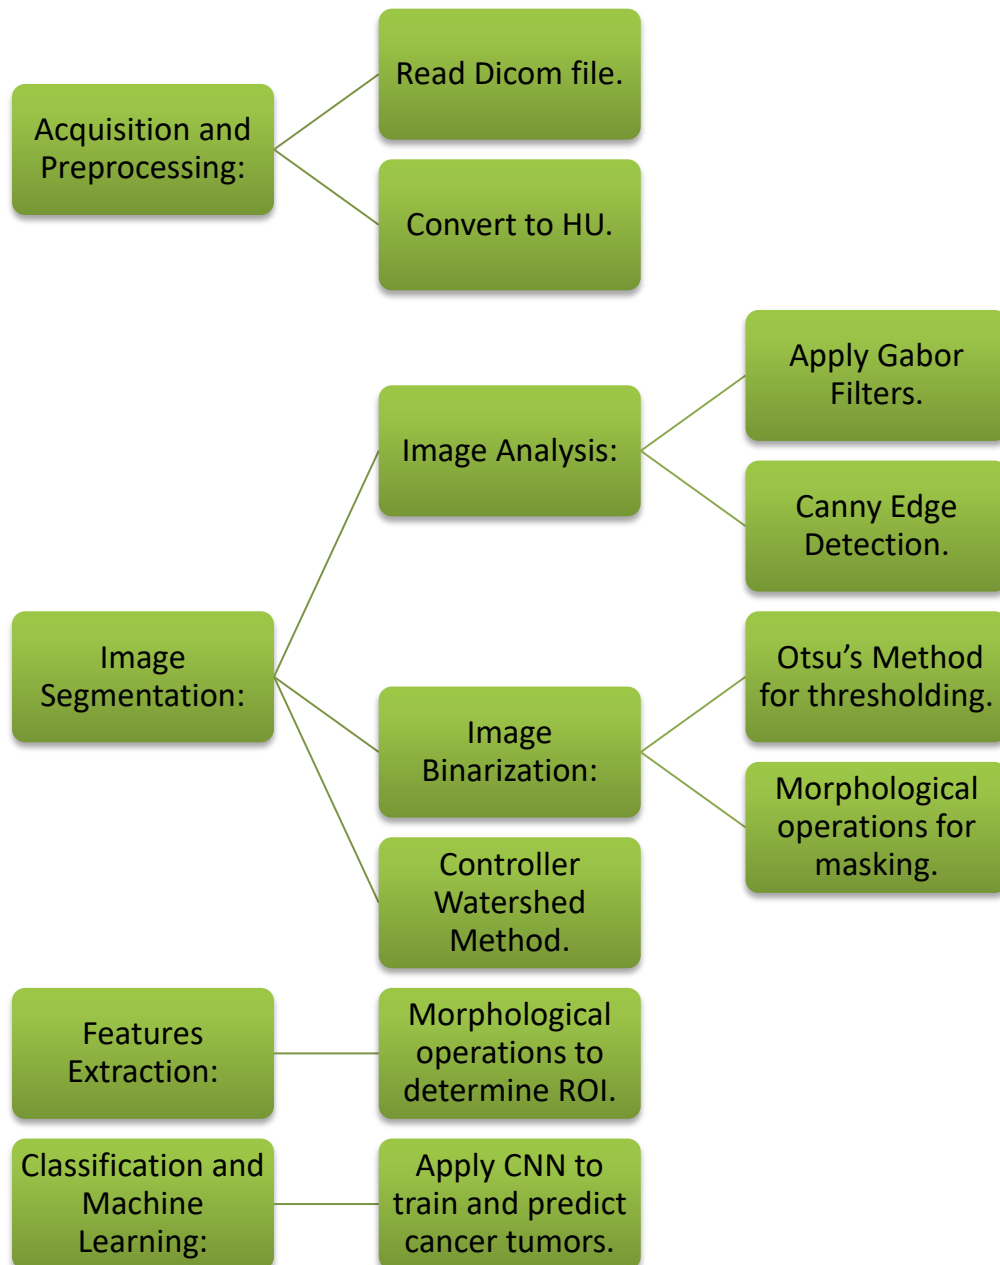 Acquisition and
Preprocessing:
Read Dicom file.
Convert to HU.
Image
Segmentation:
Image Analysis:
Apply Gabor
Filters.
Canny Edge
Detection.
Image
Binarization:
Otsu’s Method
for thresholding.
Morphological
operations for
masking.
Controller
Watershed
Method.
Features
Extraction:
Morphological
operations to
determine ROI.
Classification and
Machine
Learning:
Apply CNN to
train and predict
cancer tumors.